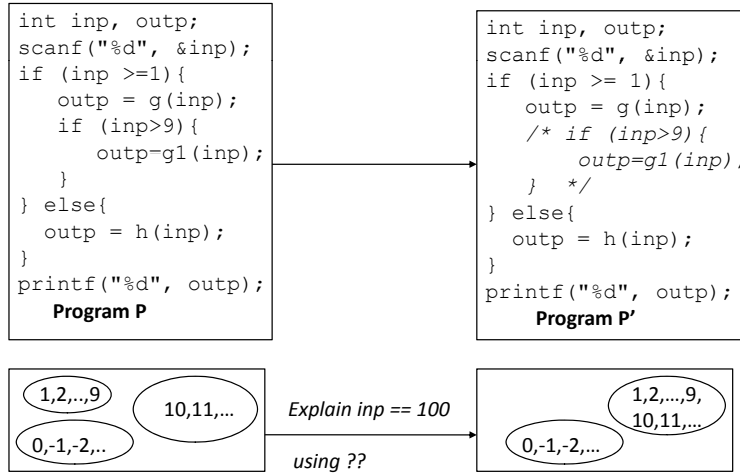 int inp, outp;
scanf("%d", &inp);
if (inp >=1){
outp = g(inp);
if (inp>9){
outp=g1(inp);
}
} else{
outp = h(inp);
}
printf("%d", outp);
Program P
int inp, outp;
scanf("%d", &inp);
if (inp >= 1){
outp = g(inp);
/* if (inp>9){
outp=g1(inp)
} */
} else{
outp = h(inp);
}
printf("%d", outp);
Program P’
1,2,..,9
10,11,...
0,-1,-2,..
Explain inp == 100
using ??
1,2,...,9,
10,11,...
0,-1,-2,...